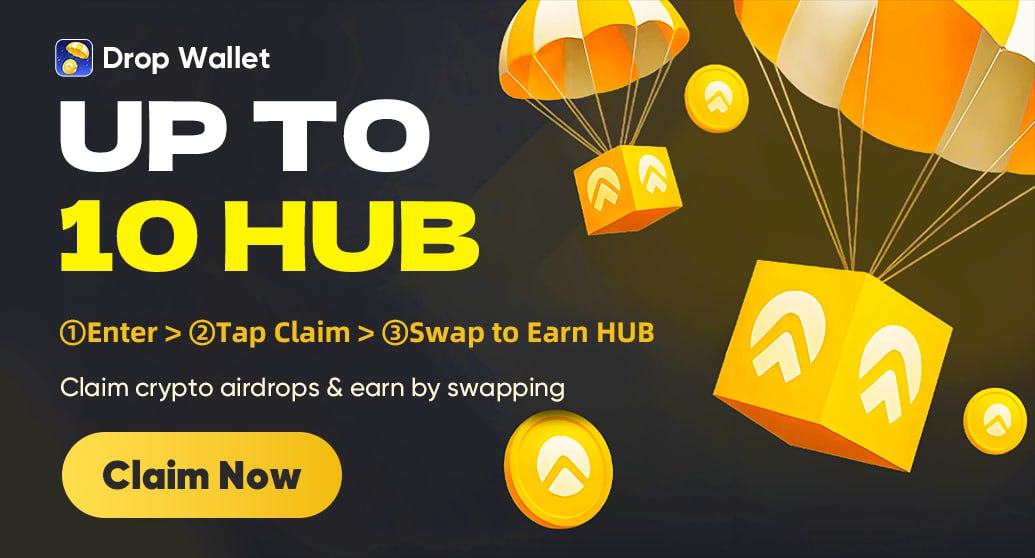 Drop Wallet
UP TO
10 HUB
①Enter > ②Tap Claim > ③Swap to Earn HUB
Claim crypto airdrops & earn by swapping
Claim Now